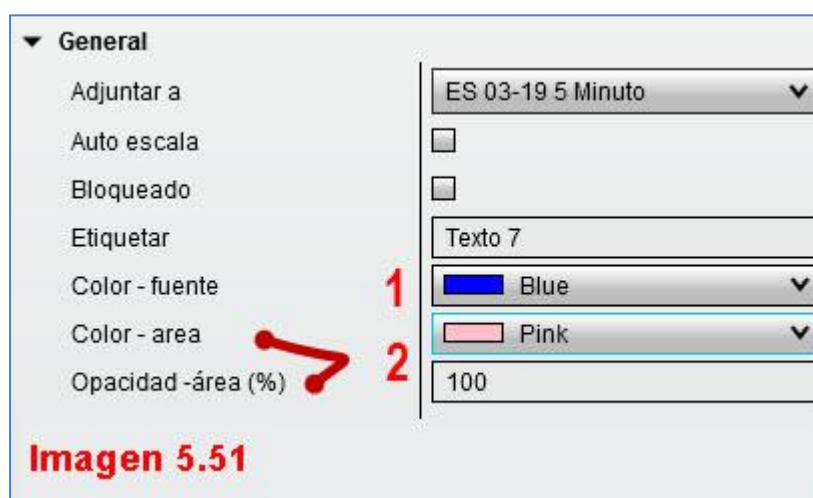 General
Adjuntar a ES 03-19 5 Minuto
Auto escala
Bloqueado
Etiquetar Texto 7
Color - fuente 1 Blue
Color - area Pink
2
Opacidad -área (%) 100
Imagen 5.51